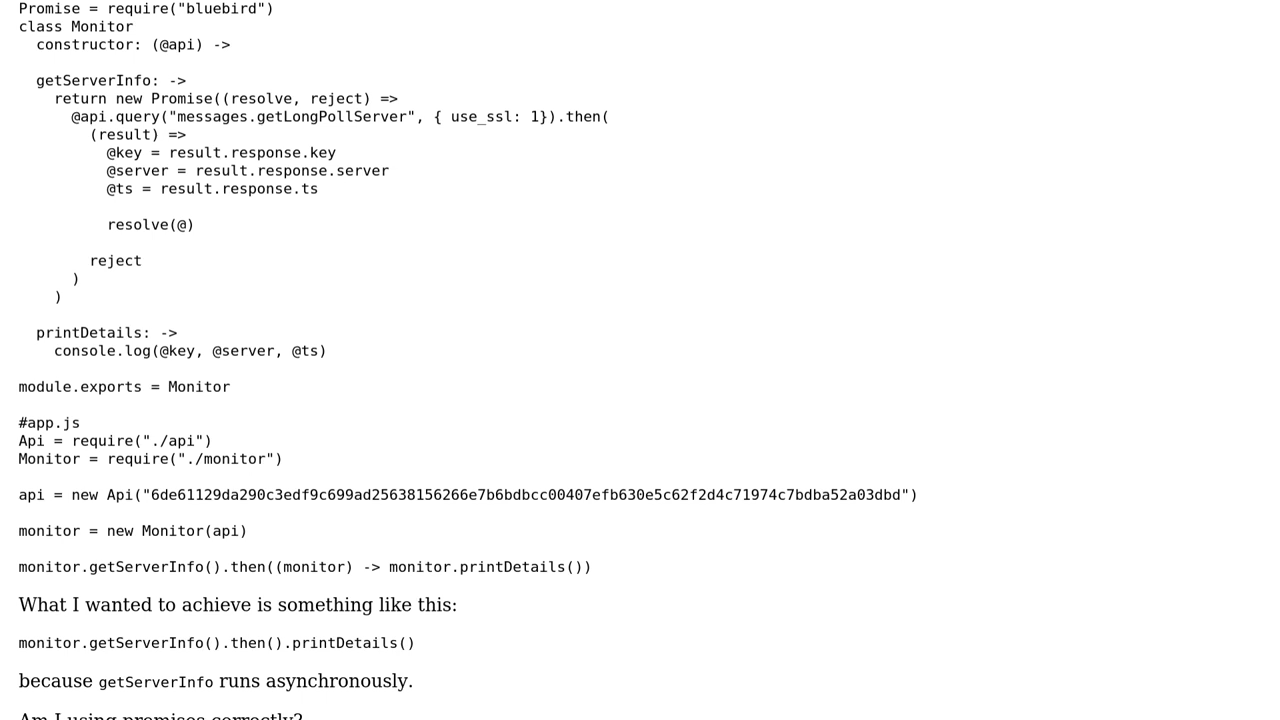 Promise = require("bluebird")
class Monitor
  constructor: (@api) ->
  getServerInfo: ->
    return new Promise((resolve, reject) =>
      @api.query("messages.getLongPollServer", { use_ssl: 1}).then(
        (result) =>
          @key = result.response.key
          @server = result.response.server
          @ts = result.response.ts
          resolve(@)
        reject
      )
    )
  printDetails: ->
    console.log(@key, @server, @ts)
module.exports = Monitor
#app.js
Api = require("./api")
Monitor = require("./monitor")
api = new Api("6de61129da290c3edf9c699ad25638156266e7b6bdbcc00407efb630e5c62f2d4c71974c7bdba52a03dbd")
monitor = new Monitor(api)
monitor.getServerInfo().then((monitor) -> monitor.printDetails())
What I wanted to achieve is something like this:
monitor.getServerInfo().then().printDetails()
because getServerInfo runs asynchronously.
Am I using promises correctly?